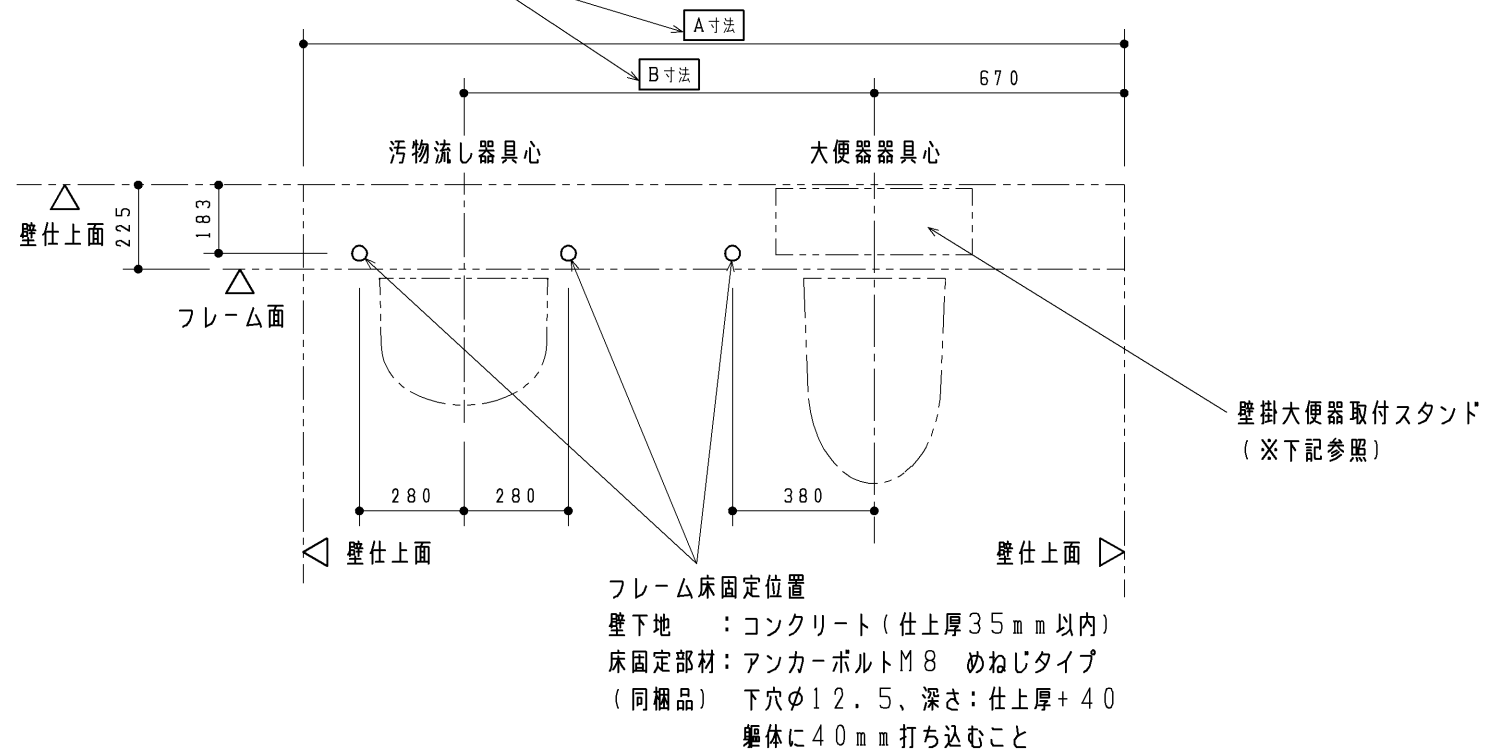 A寸法
B寸法
670
汚物流し器具心
大便器器具心
壁仕上面
225
183
フレーム面
壁掛大便器取付スタンド
(※下記参照)
280
280
380
壁仕上面
壁仕上面
フレーム床固定位置
壁下地　：コンクリート(仕上厚35mm以内)
床固定部材：アンカーボルトM8　めねじタイプ
(同梱品)　下穴φ12.5、深さ：仕上厚+40
躯体に40mm打ち込むこと